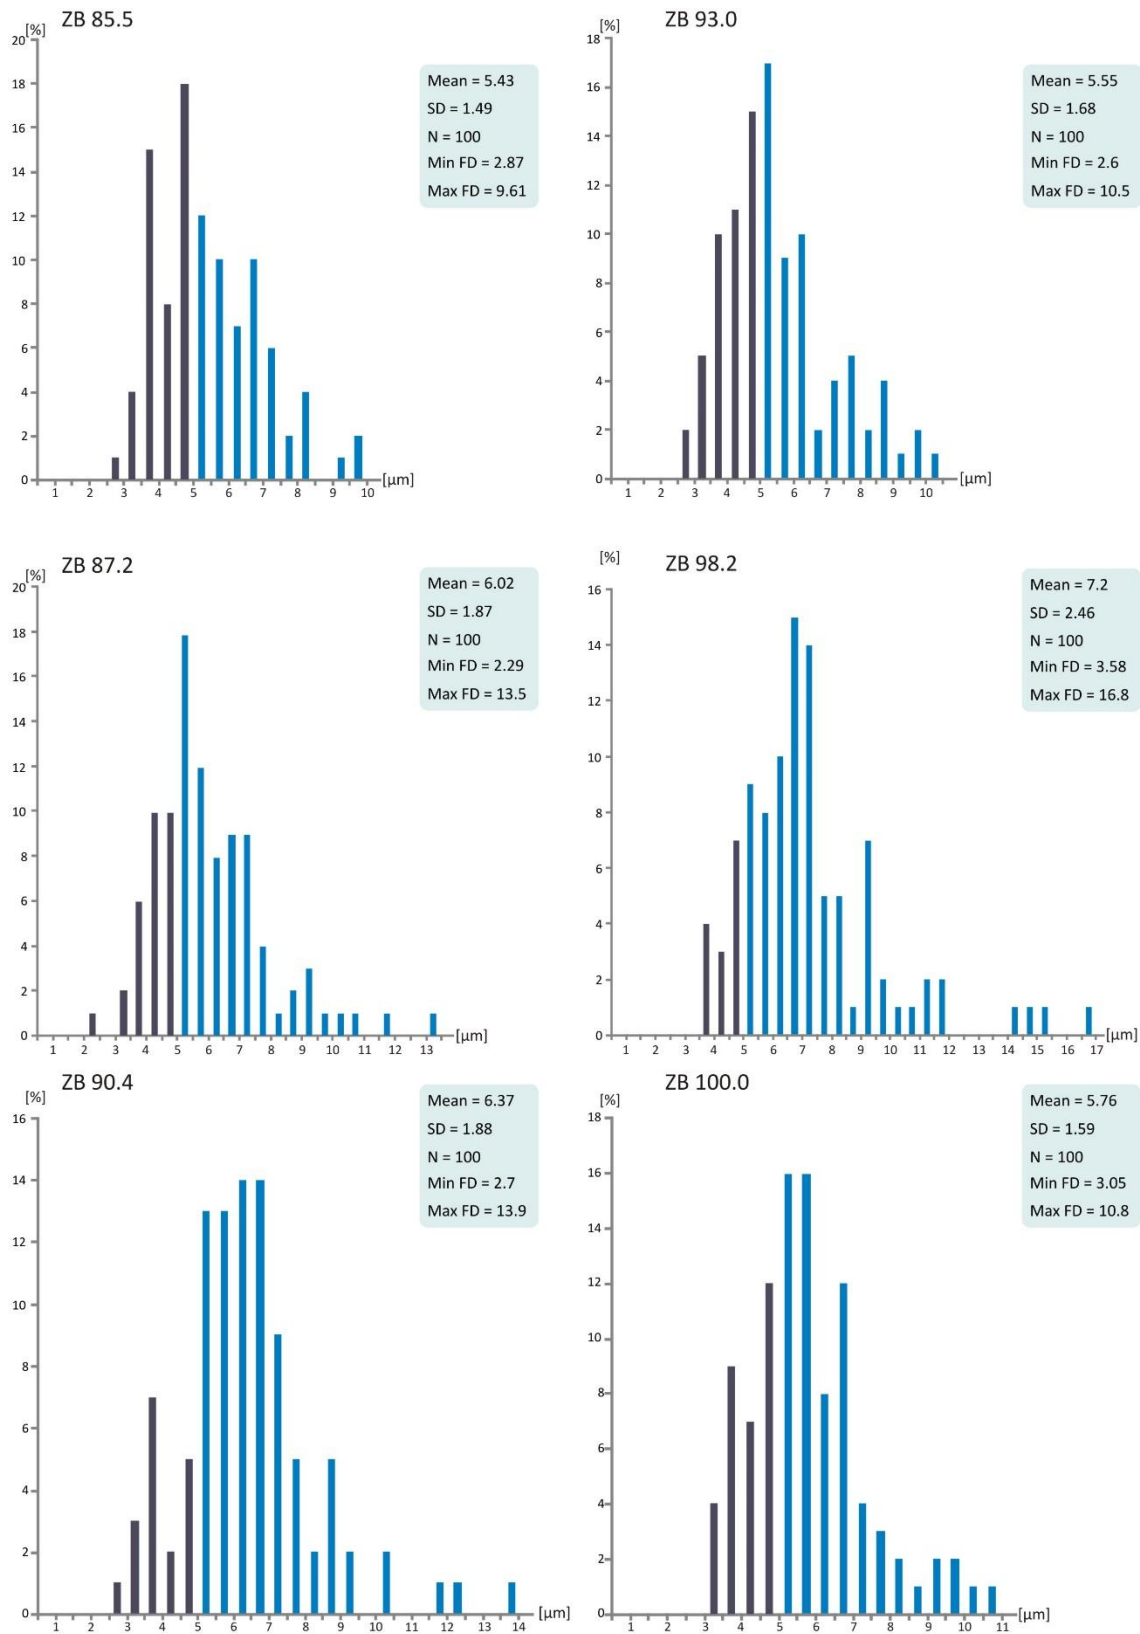 ZB 85.5
[%]
20
18
16
14
12
10
8
6
4
2
0
1 2 3 4 5 6 7 8 9 10 [µm]
Mean = 5.43
SD = 1.49
N = 100
Min FD = 2.87
Max FD = 9.61
ZB 93.0
[%]
18
16
14
12
10
8
6
4
2
0
1 2 3 4 5 6 7 8 9 10 [µm]
Mean = 5.55
SD = 1.68
N = 100
Min FD = 2.6
Max FD = 10.5
ZB 87.2
[%]
20
18
16
14
12
10
8
6
4
2
0
1 2 3 4 5 6 7 8 9 10 11 12 13 [µm]
Mean = 6.02
SD = 1.87
N = 100
Min FD = 2.29
Max FD = 13.5
ZB 98.2
[%]
16
14
12
10
8
6
4
2
0
1 2 3 4 5 6 7 8 9 10 11 12 13 14 15 16 17 [µm]
Mean = 7.2
SD = 2.46
N = 100
Min FD = 3.58
Max FD = 16.8
ZB 90.4
[%]
16
14
12
10
8
6
4
2
0
1 2 3 4 5 6 7 8 9 10 11 12 13 14 [µm]
Mean = 6.37
SD = 1.88
N = 100
Min FD = 2.7
Max FD = 13.9
ZB 100.0
[%]
18
16
14
12
10
8
6
4
2
0
1 2 3 4 5 6 7 8 9 10 11 [µm]
Mean = 5.76
SD = 1.59
N = 100
Min FD = 3.05
Max FD = 10.8